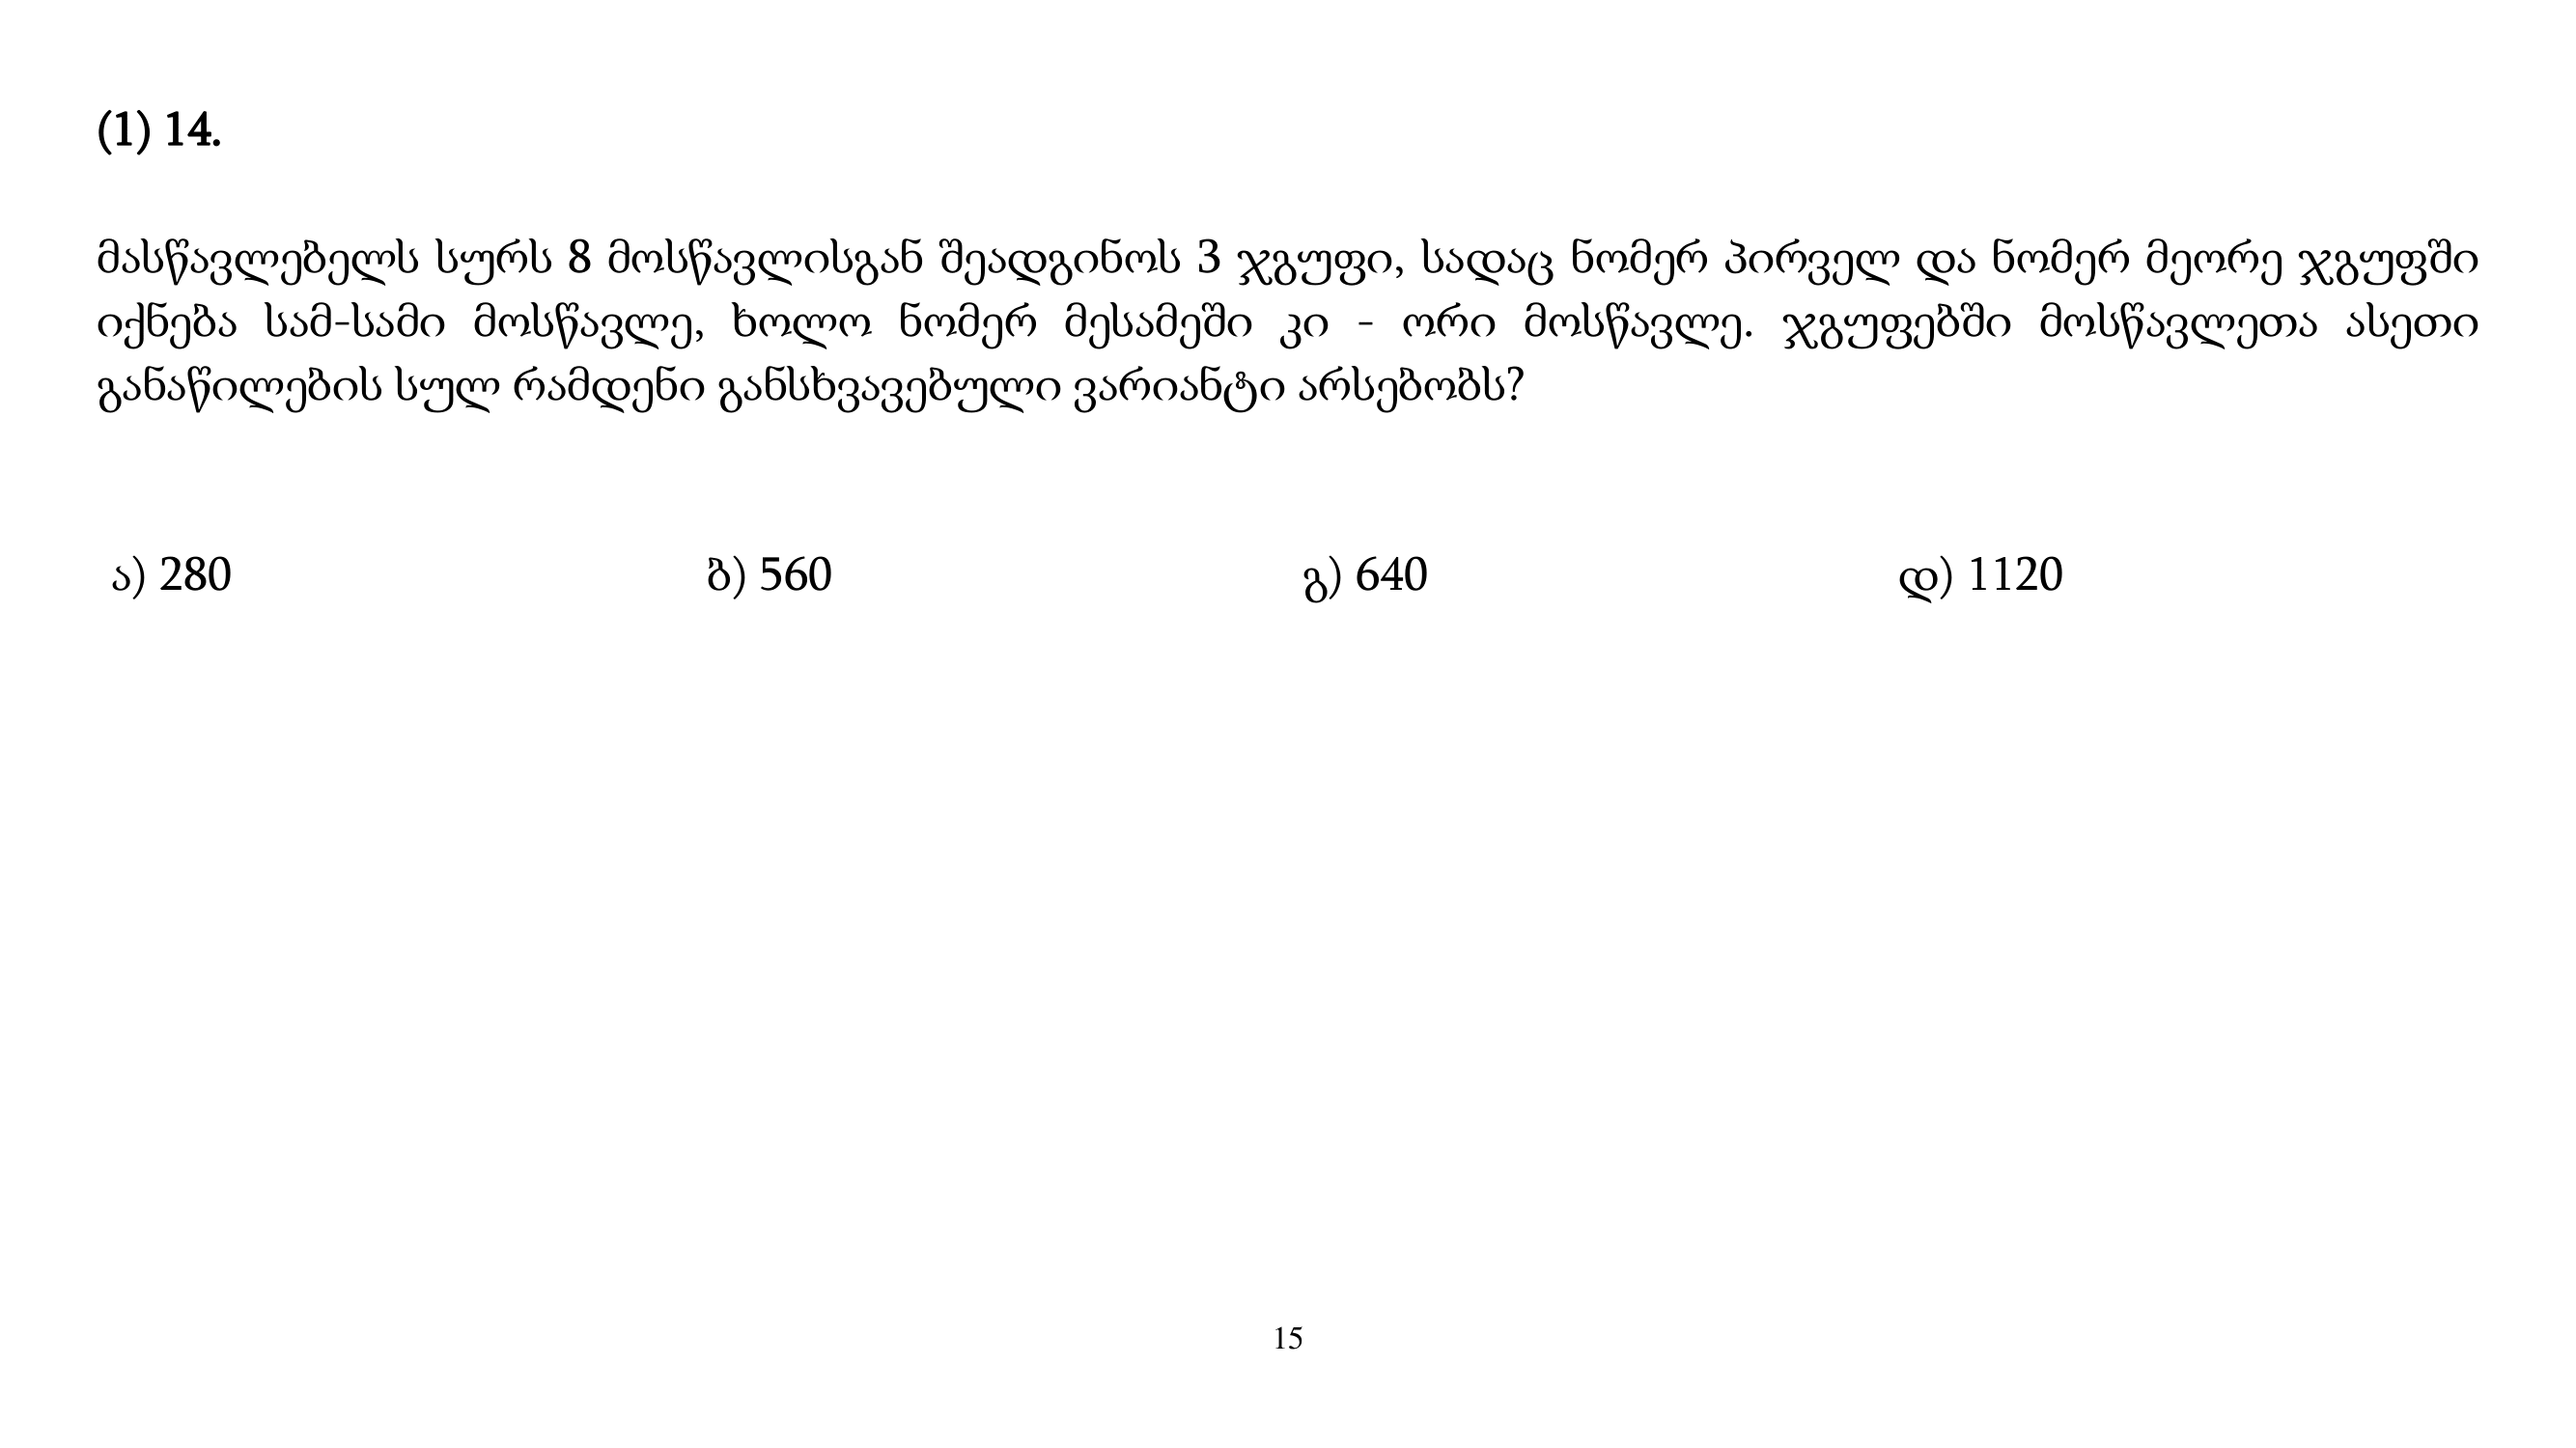 (1) 14.
მასწავლებელს სურს 8 მოსწავლისგან შეადგინოს 3 ჯგუფი, სადაც ნომერ პირველ და ნომერ მეორე ჯგუფში
იქნება სამ-სამი მოსწავლე, ხოლო ნომერ მესამეში კი - ორი მოსწავლე. ჯგუფებში მოსწავლეთა ასეთი
განაწილების სულ რამდენი განსხვავებული ვარიანტი არსებობს?
ა) 280 ბ) 560 გ) 640 დ) 1120
15